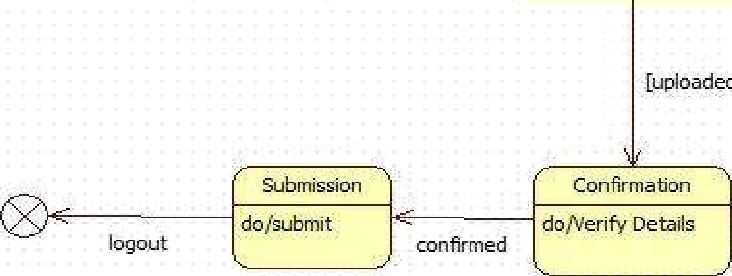 [uploaded
Submission
Confirmation
do/submit
do/Verify Details
logout
confirmed